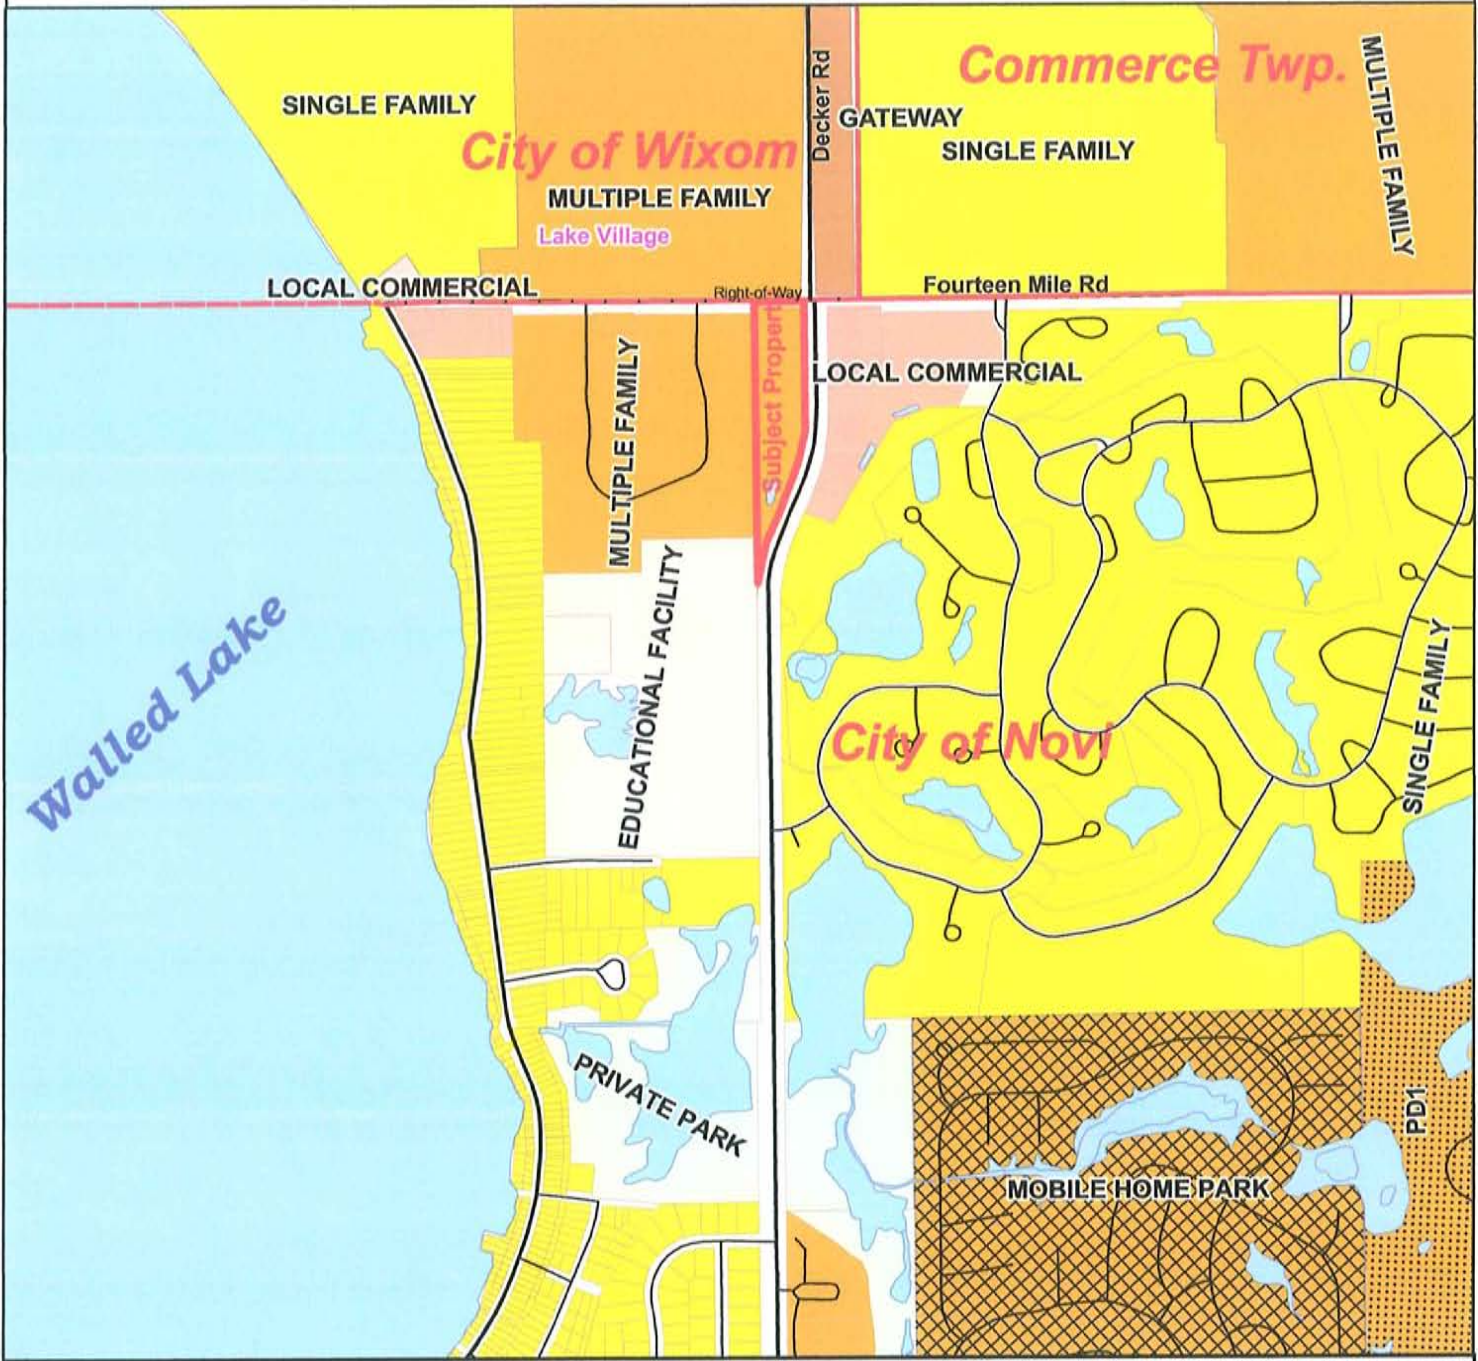 Commerce Twp.
Decker Rd
MULTIPLE FAMILY
SINGLE FAMILY
GATEWAY
City of Wixom
SINGLE FAMILY
MULTIPLE FAMILY
Lake Village
LOCAL COMMERCIAL
Right-of-Way
Fourteen Mile Rd
Subject Propert
LOCAL COMMERCIAL
MULTIPLE FAMILY
EDUCATIONAL FACILITY
Walled Lake
City of Novi
SINGLE FAMILY
PRIVATE PARK
PD1
MOBILE HOME PARK